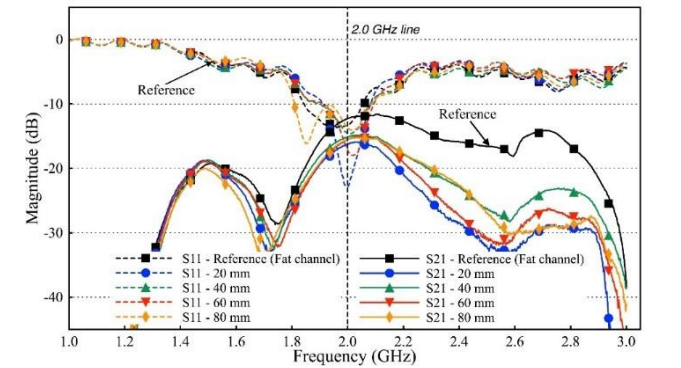 2.0 GHz line
0
-10
-20
-30
-40
Magnitude (dB)
Reference
Reference
S11 - Reference (Fat channel)
S11 - 20 mm
S11 - 40 mm
S11 - 60 mm
S11 - 80 mm
S21 - Reference (Fat channel)
S21 - 20 mm
S21 - 40 mm
S21 - 60 mm
S21 - 80 mm
1.0 1.2 1.4 1.6 1.8 2.0 2.2 2.4 2.6 2.8 3.0
Frequency (GHz)